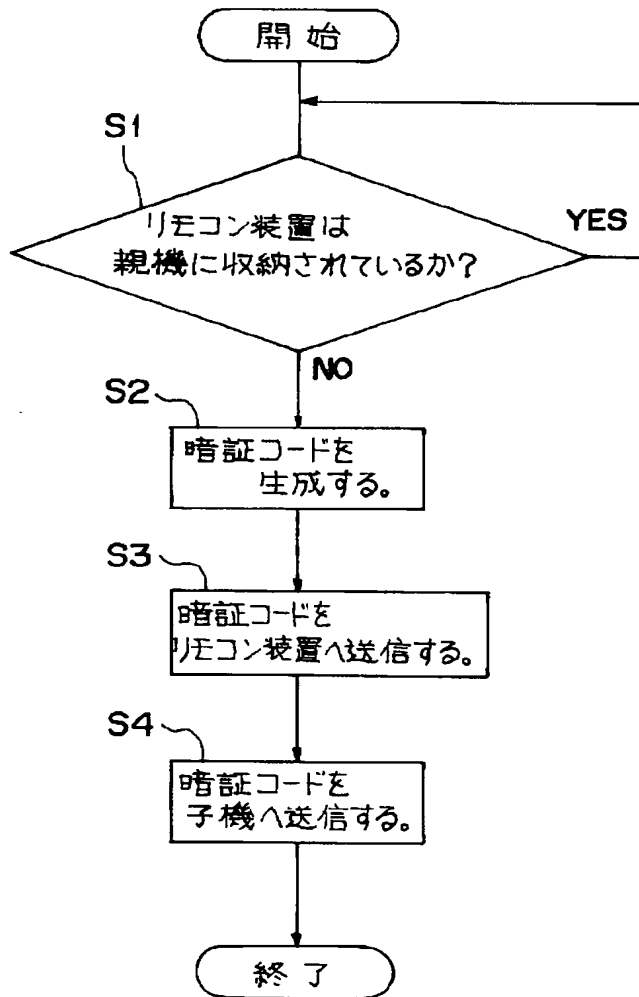 開始
S1
リモコン装置は
親機に収納されているか?
YES
NO
S2
暗証コードを
生成する。
S3
暗証コードを
リモコン装置へ送信する。
S4
暗証コードを
子機へ送信する。
終了